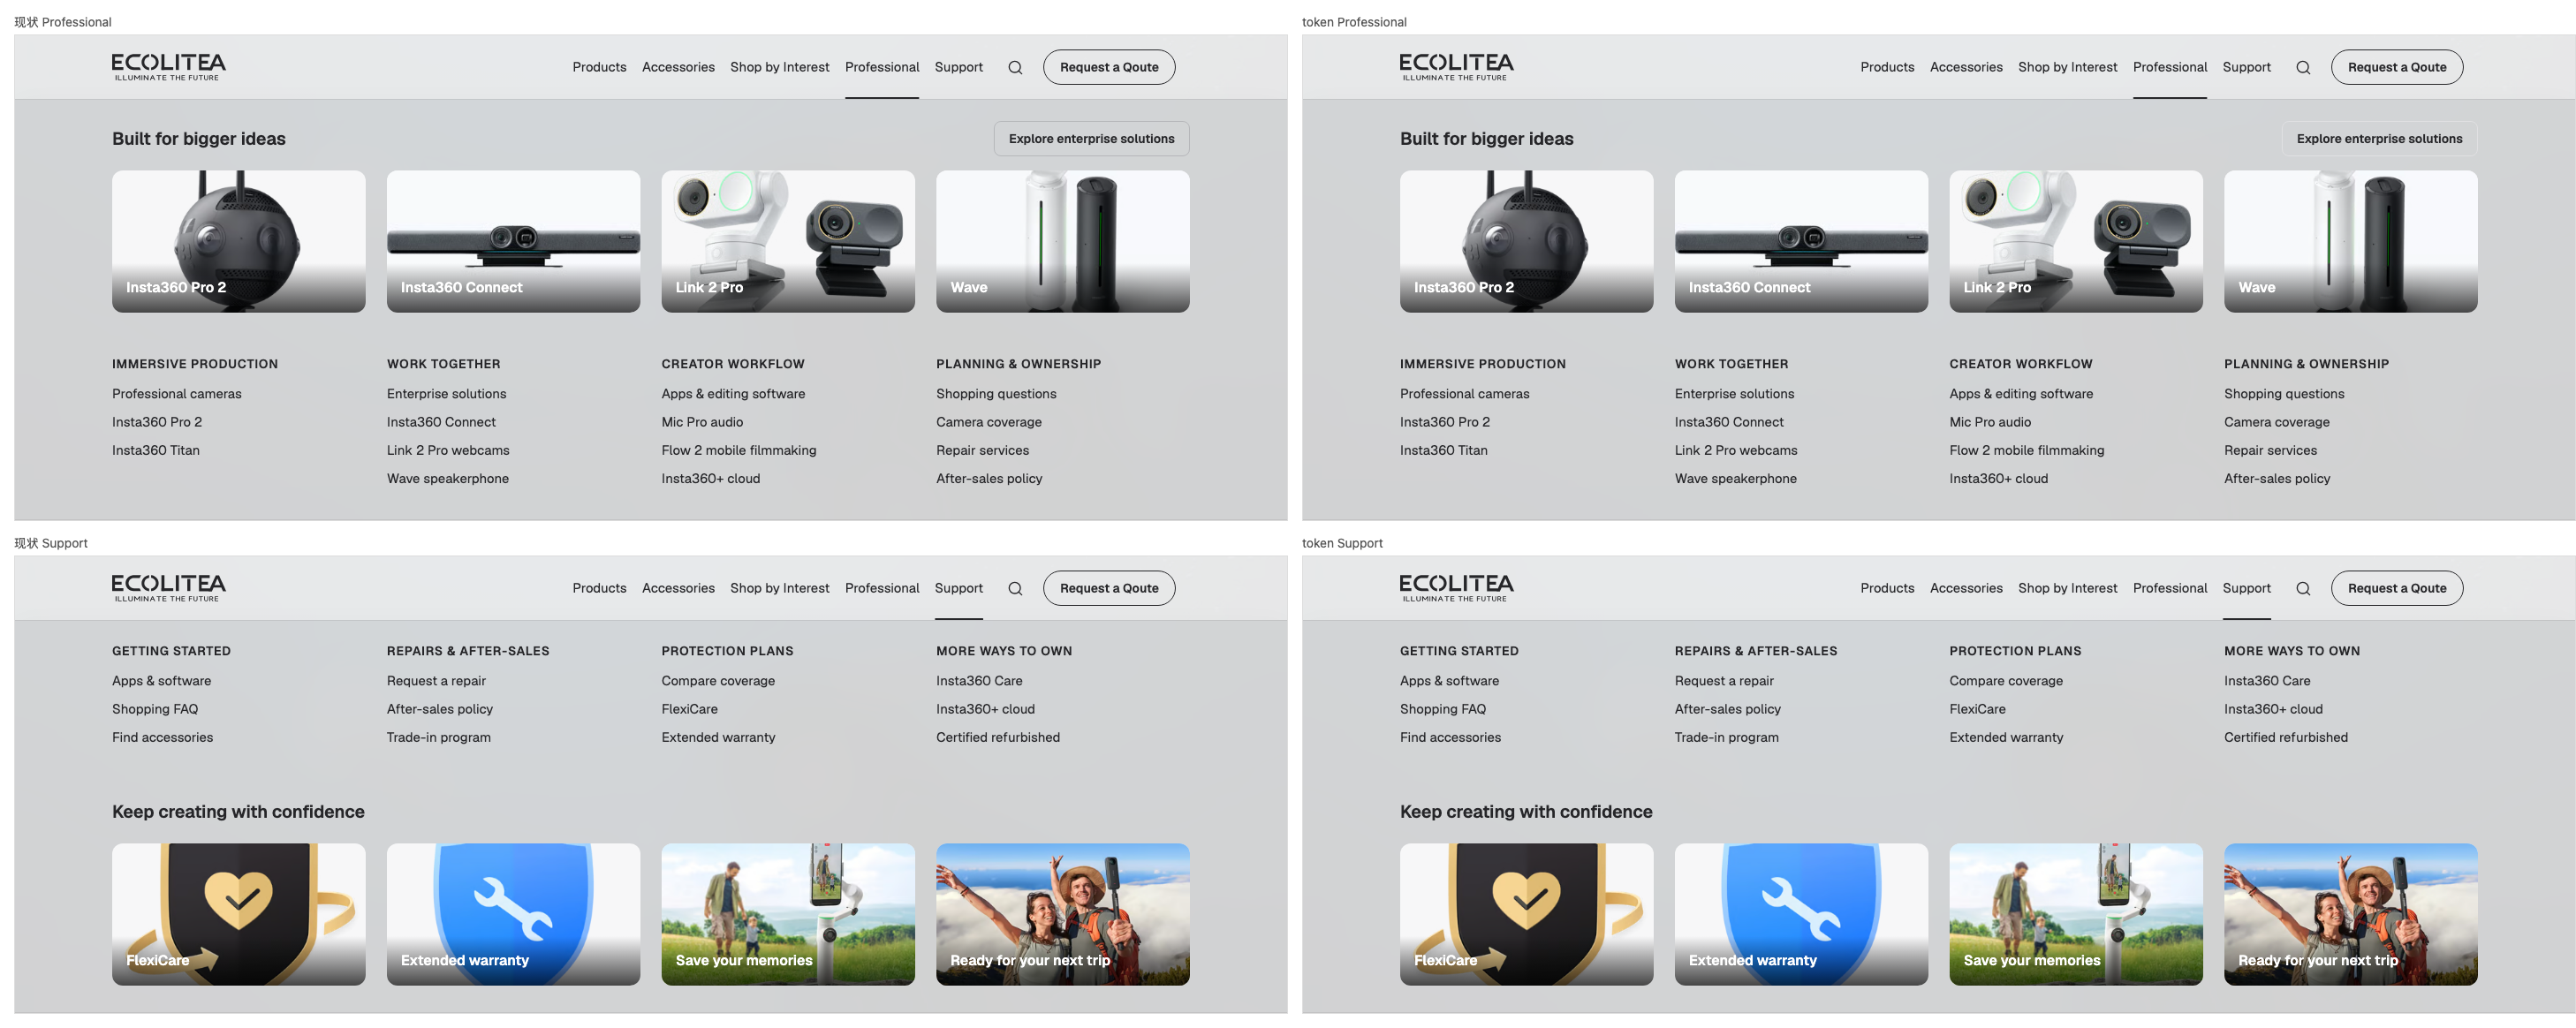 现状 Professional
ECOLITEA
ILLUMINATE THE FUTURE
Products Accessories Shop by Interest Professional Support Request a Qoute
Built for bigger ideas
Explore enterprise solutions
Insta360 Pro 2
Insta360 Connect
Link 2 Pro
Wave
IMMERSIVE PRODUCTION
Professional cameras
Insta360 Pro 2
Insta360 Titan
WORK TOGETHER
Enterprise solutions
Insta360 Connect
Link 2 Pro webcams
Wave speakerphone
CREATOR WORKFLOW
Apps & editing software
Mic Pro audio
Flow 2 mobile filmmaking
Insta360+ cloud
PLANNING & OWNERSHIP
Shopping questions
Camera coverage
Repair services
After-sales policy
token Professional
ECOLITEA
ILLUMINATE THE FUTURE
Products Accessories Shop by Interest Professional Support Request a Qoute
Built for bigger ideas
Explore enterprise solutions
Insta360 Pro 2
Insta360 Connect
Link 2 Pro
Wave
IMMERSIVE PRODUCTION
Professional cameras
Insta360 Pro 2
Insta360 Titan
WORK TOGETHER
Enterprise solutions
Insta360 Connect
Link 2 Pro webcams
Wave speakerphone
CREATOR WORKFLOW
Apps & editing software
Mic Pro audio
Flow 2 mobile filmmaking
Insta360+ cloud
PLANNING & OWNERSHIP
Shopping questions
Camera coverage
Repair services
After-sales policy
现状 Support
ECOLITEA
ILLUMINATE THE FUTURE
Products Accessories Shop by Interest Professional Support Request a Qoute
GETTING STARTED
Apps & software
Shopping FAQ
Find accessories
REPAIRS & AFTER-SALES
Request a repair
After-sales policy
Trade-in program
PROTECTION PLANS
Compare coverage
FlexiCare
Extended warranty
MORE WAYS TO OWN
Insta360 Care
Insta360+ cloud
Certified refurbished
Keep creating with confidence
FlexiCare
Extended warranty
Save your memories
Ready for your next trip
token Support
ECOLITEA
ILLUMINATE THE FUTURE
Products Accessories Shop by Interest Professional Support Request a Qoute
GETTING STARTED
Apps & software
Shopping FAQ
Find accessories
REPAIRS & AFTER-SALES
Request a repair
After-sales policy
Trade-in program
PROTECTION PLANS
Compare coverage
FlexiCare
Extended warranty
MORE WAYS TO OWN
Insta360 Care
Insta360+ cloud
Certified refurbished
Keep creating with confidence
FlexiCare
Extended warranty
Save your memories
Ready for your next trip